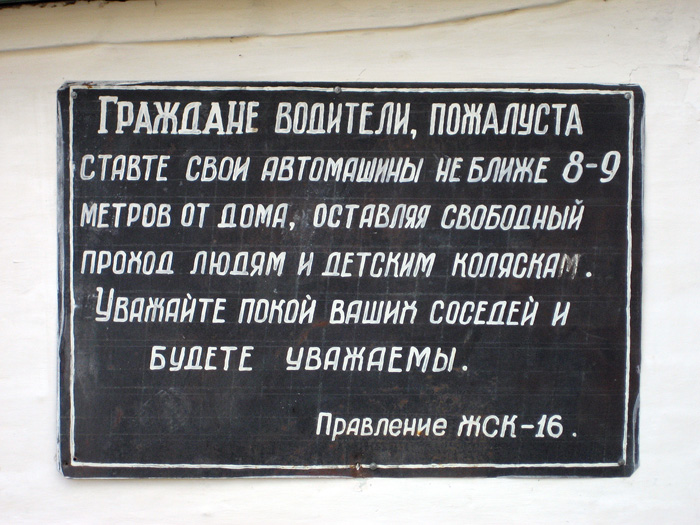 Граждане водители, пожалуста
ставте свои автомашины не ближе 8-9
метров от дома, оставляя свободный
проход людям и детским коляскам.
Уважайте покой ваших соседей и
будете уважаемы.
Правление ЖСК-16.